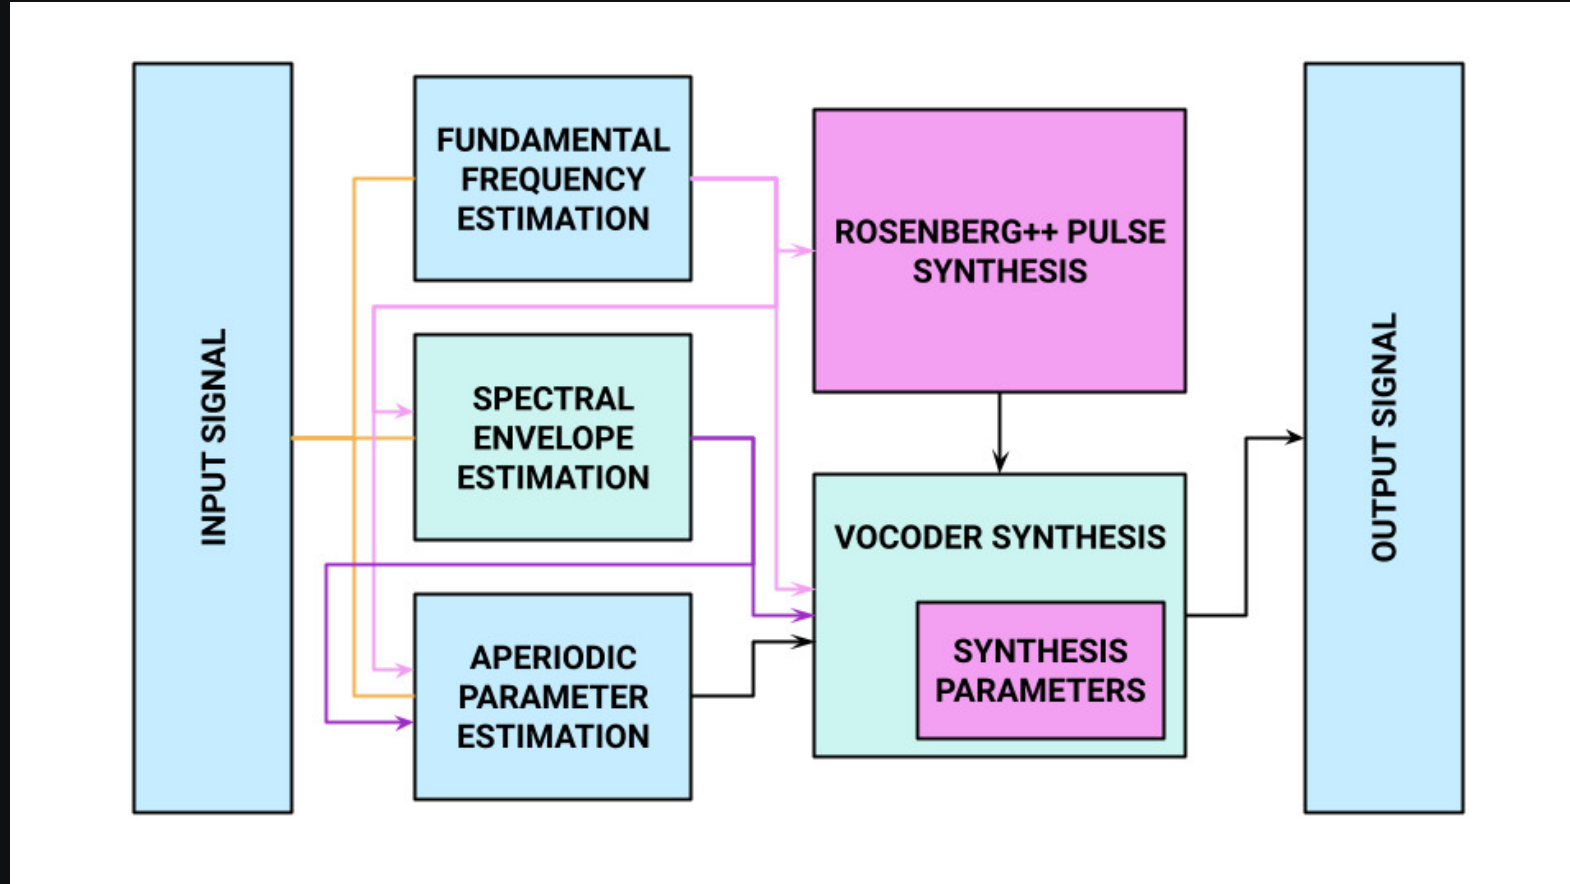 INPUT SIGNAL
FUNDAMENTAL
FREQUENCY
ESTIMATION
SPECTRAL
ENVELOPE
ESTIMATION
APERIODIC
PARAMETER
ESTIMATION
ROSENBERG++ PULSE
SYNTHESIS
VOCODER SYNTHESIS
SYNTHESIS
PARAMETERS
OUTPUT SIGNAL